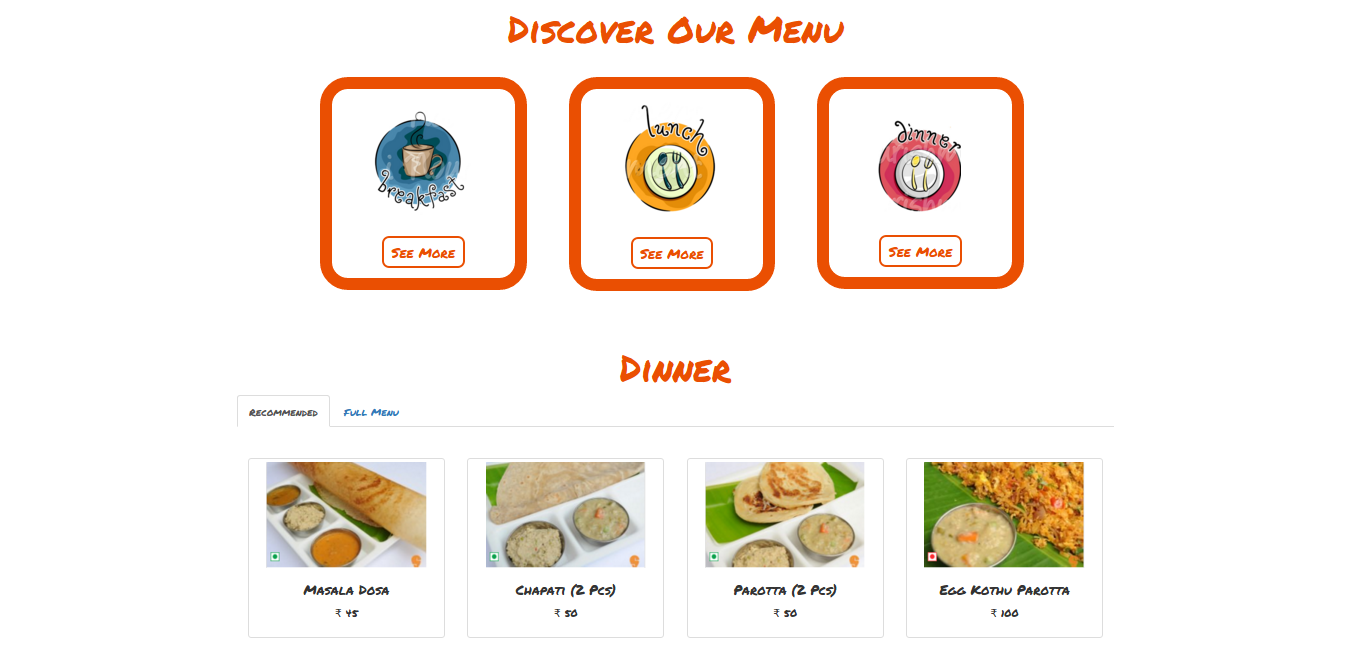 Discover Our Menu
breakfast
lunch
dinner
See More
See More
See More
Dinner
Recommended
Full Menu
Masala Dosa
₹ 45
Chapati (2 Pcs)
₹ 50
Parotta (2 Pcs)
₹ 50
Egg Kothu Parotta
₹ 100